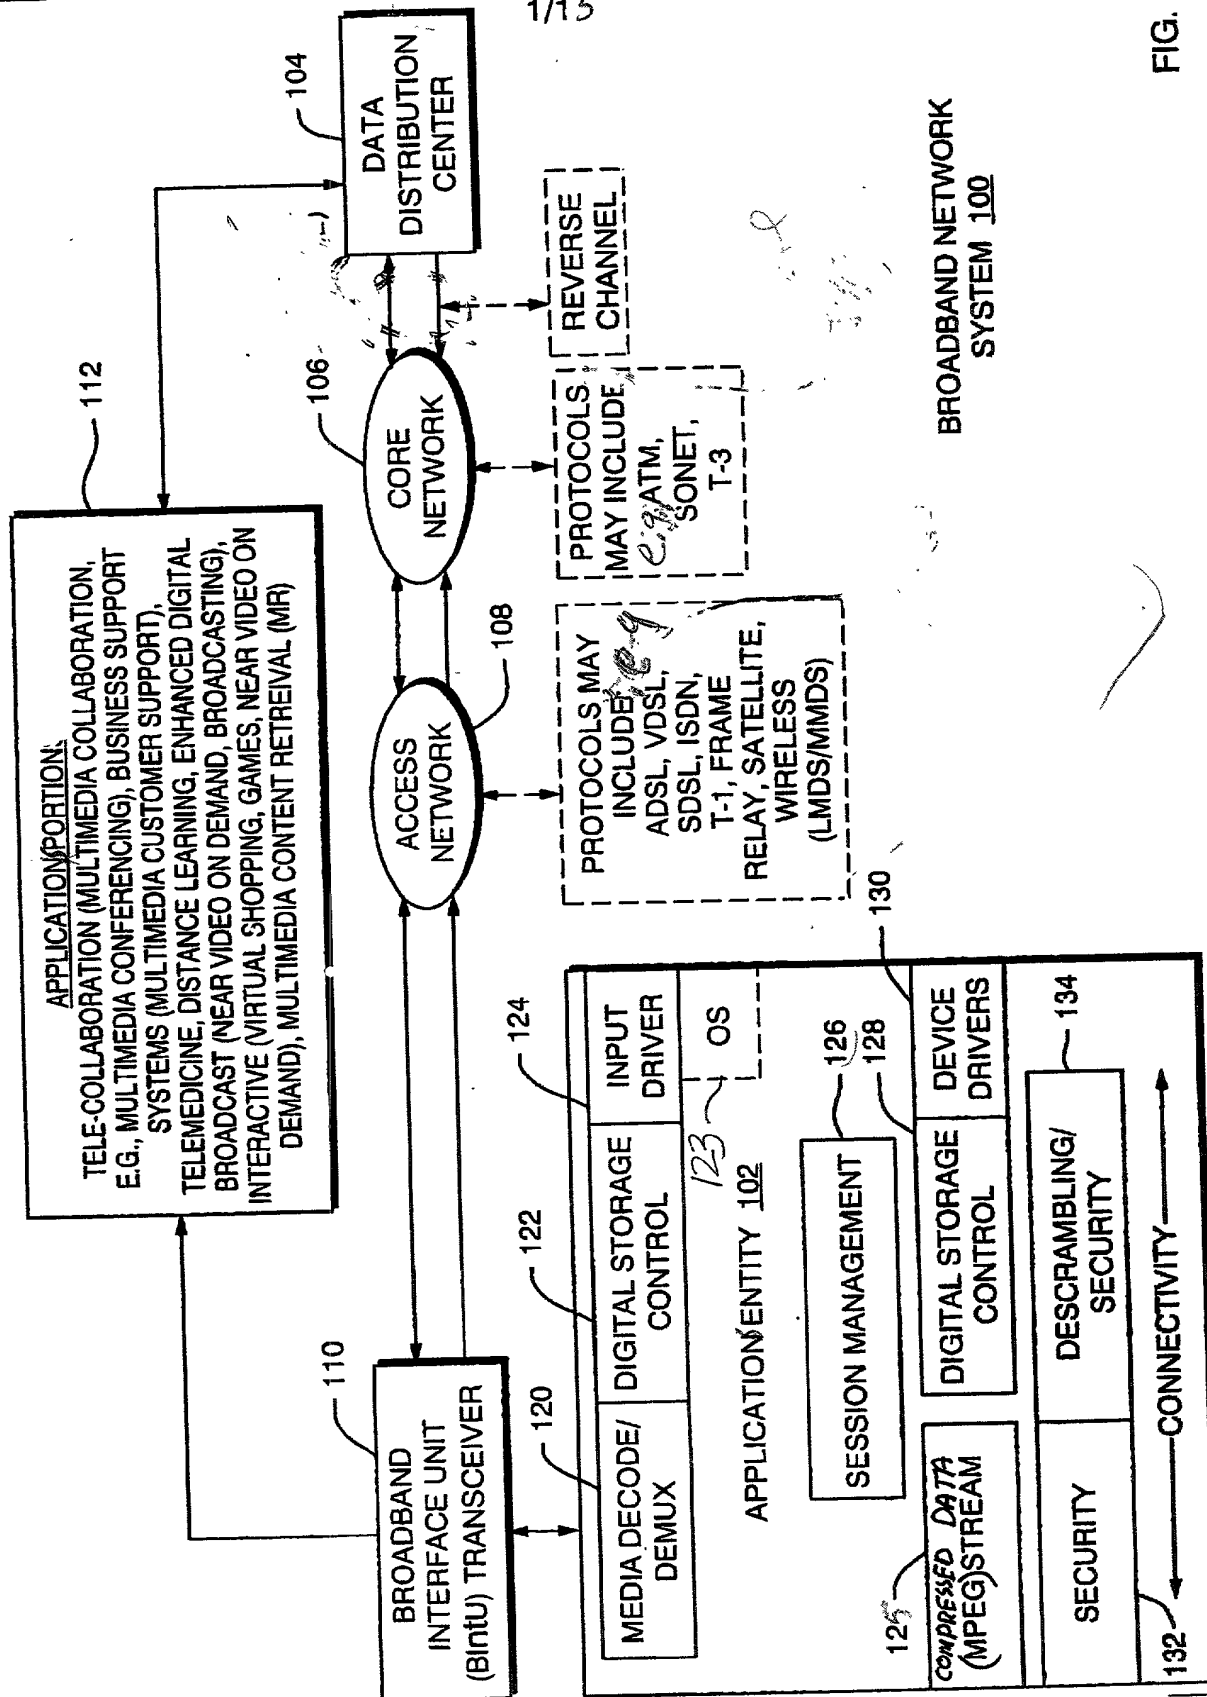 1/13
APPLICATION PORTION:
TELE-COLLABORATION (MULTIMEDIA COLLABORATION,
E.G., MULTIMEDIA CONFERENCING), BUSINESS SUPPORT
SYSTEMS (MULTIMEDIA CUSTOMER SUPPORT),
TELEMEDICINE, DISTANCE LEARNING, ENHANCED DIGITAL
BROADCAST (NEAR VIDEO ON DEMAND, BROADCASTING),
INTERACTIVE (VIRTUAL SHOPPING, GAMES, NEAR VIDEO ON
DEMAND), MULTIMEDIA CONTENT RETREIVAL (MR)
112
BROADBAND
INTERFACE UNIT
(BIntU) TRANSCEIVER
110
ACCESS
NETWORK
108
CORE
NETWORK
106
DATA
DISTRIBUTION
CENTER
104
PROTOCOLS MAY
INCLUDE, e.g.
ADSL, VDSL,
SDSL, ISDN,
T-1, FRAME
RELAY, SATELLITE,
WIRELESS
(LMDS/MMDS)
PROTOCOLS
MAY INCLUDE
e.g. ATM,
SONET,
T-3
REVERSE
CHANNEL
120
122
124
MEDIA DECODE/
DEMUX
DIGITAL STORAGE
CONTROL
INPUT
DRIVER
OS
123
APPLICATION ENTITY 102
SESSION MANAGEMENT
126
125
COMPRESSED DATA
(MPEG) STREAM
DIGITAL STORAGE
CONTROL
128
DEVICE
DRIVERS
130
SECURITY
DESCRAMBLING/
SECURITY
134
132
CONNECTIVITY
BROADBAND NETWORK
SYSTEM 100
FIG.